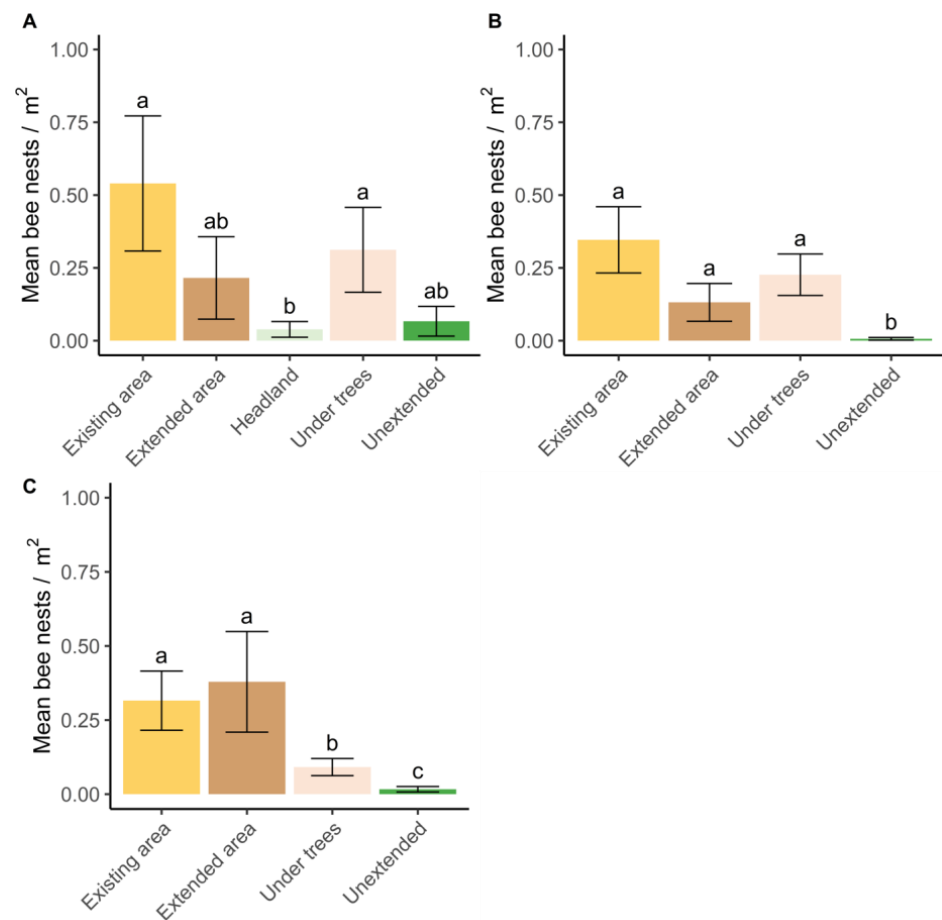 A
Mean bee nests / m²
1.00
0.75
0.50
0.25
0.00
a
ab
b
a
ab
Existing area
Extended area
Headland
Under trees
Unextended
B
Mean bee nests / m²
1.00
0.75
0.50
0.25
0.00
a
a
a
b
Existing area
Extended area
Under trees
Unextended
C
Mean bee nests / m²
1.00
0.75
0.50
0.25
0.00
a
a
b
c
Existing area
Extended area
Under trees
Unextended